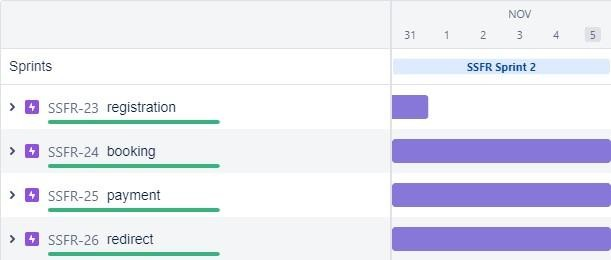 NOV
31 1 2 3 4 5
Sprints SSFR Sprint 2
SSFR-23 registration
SSFR-24 booking
SSFR-25 payment
SSFR-26 redirect